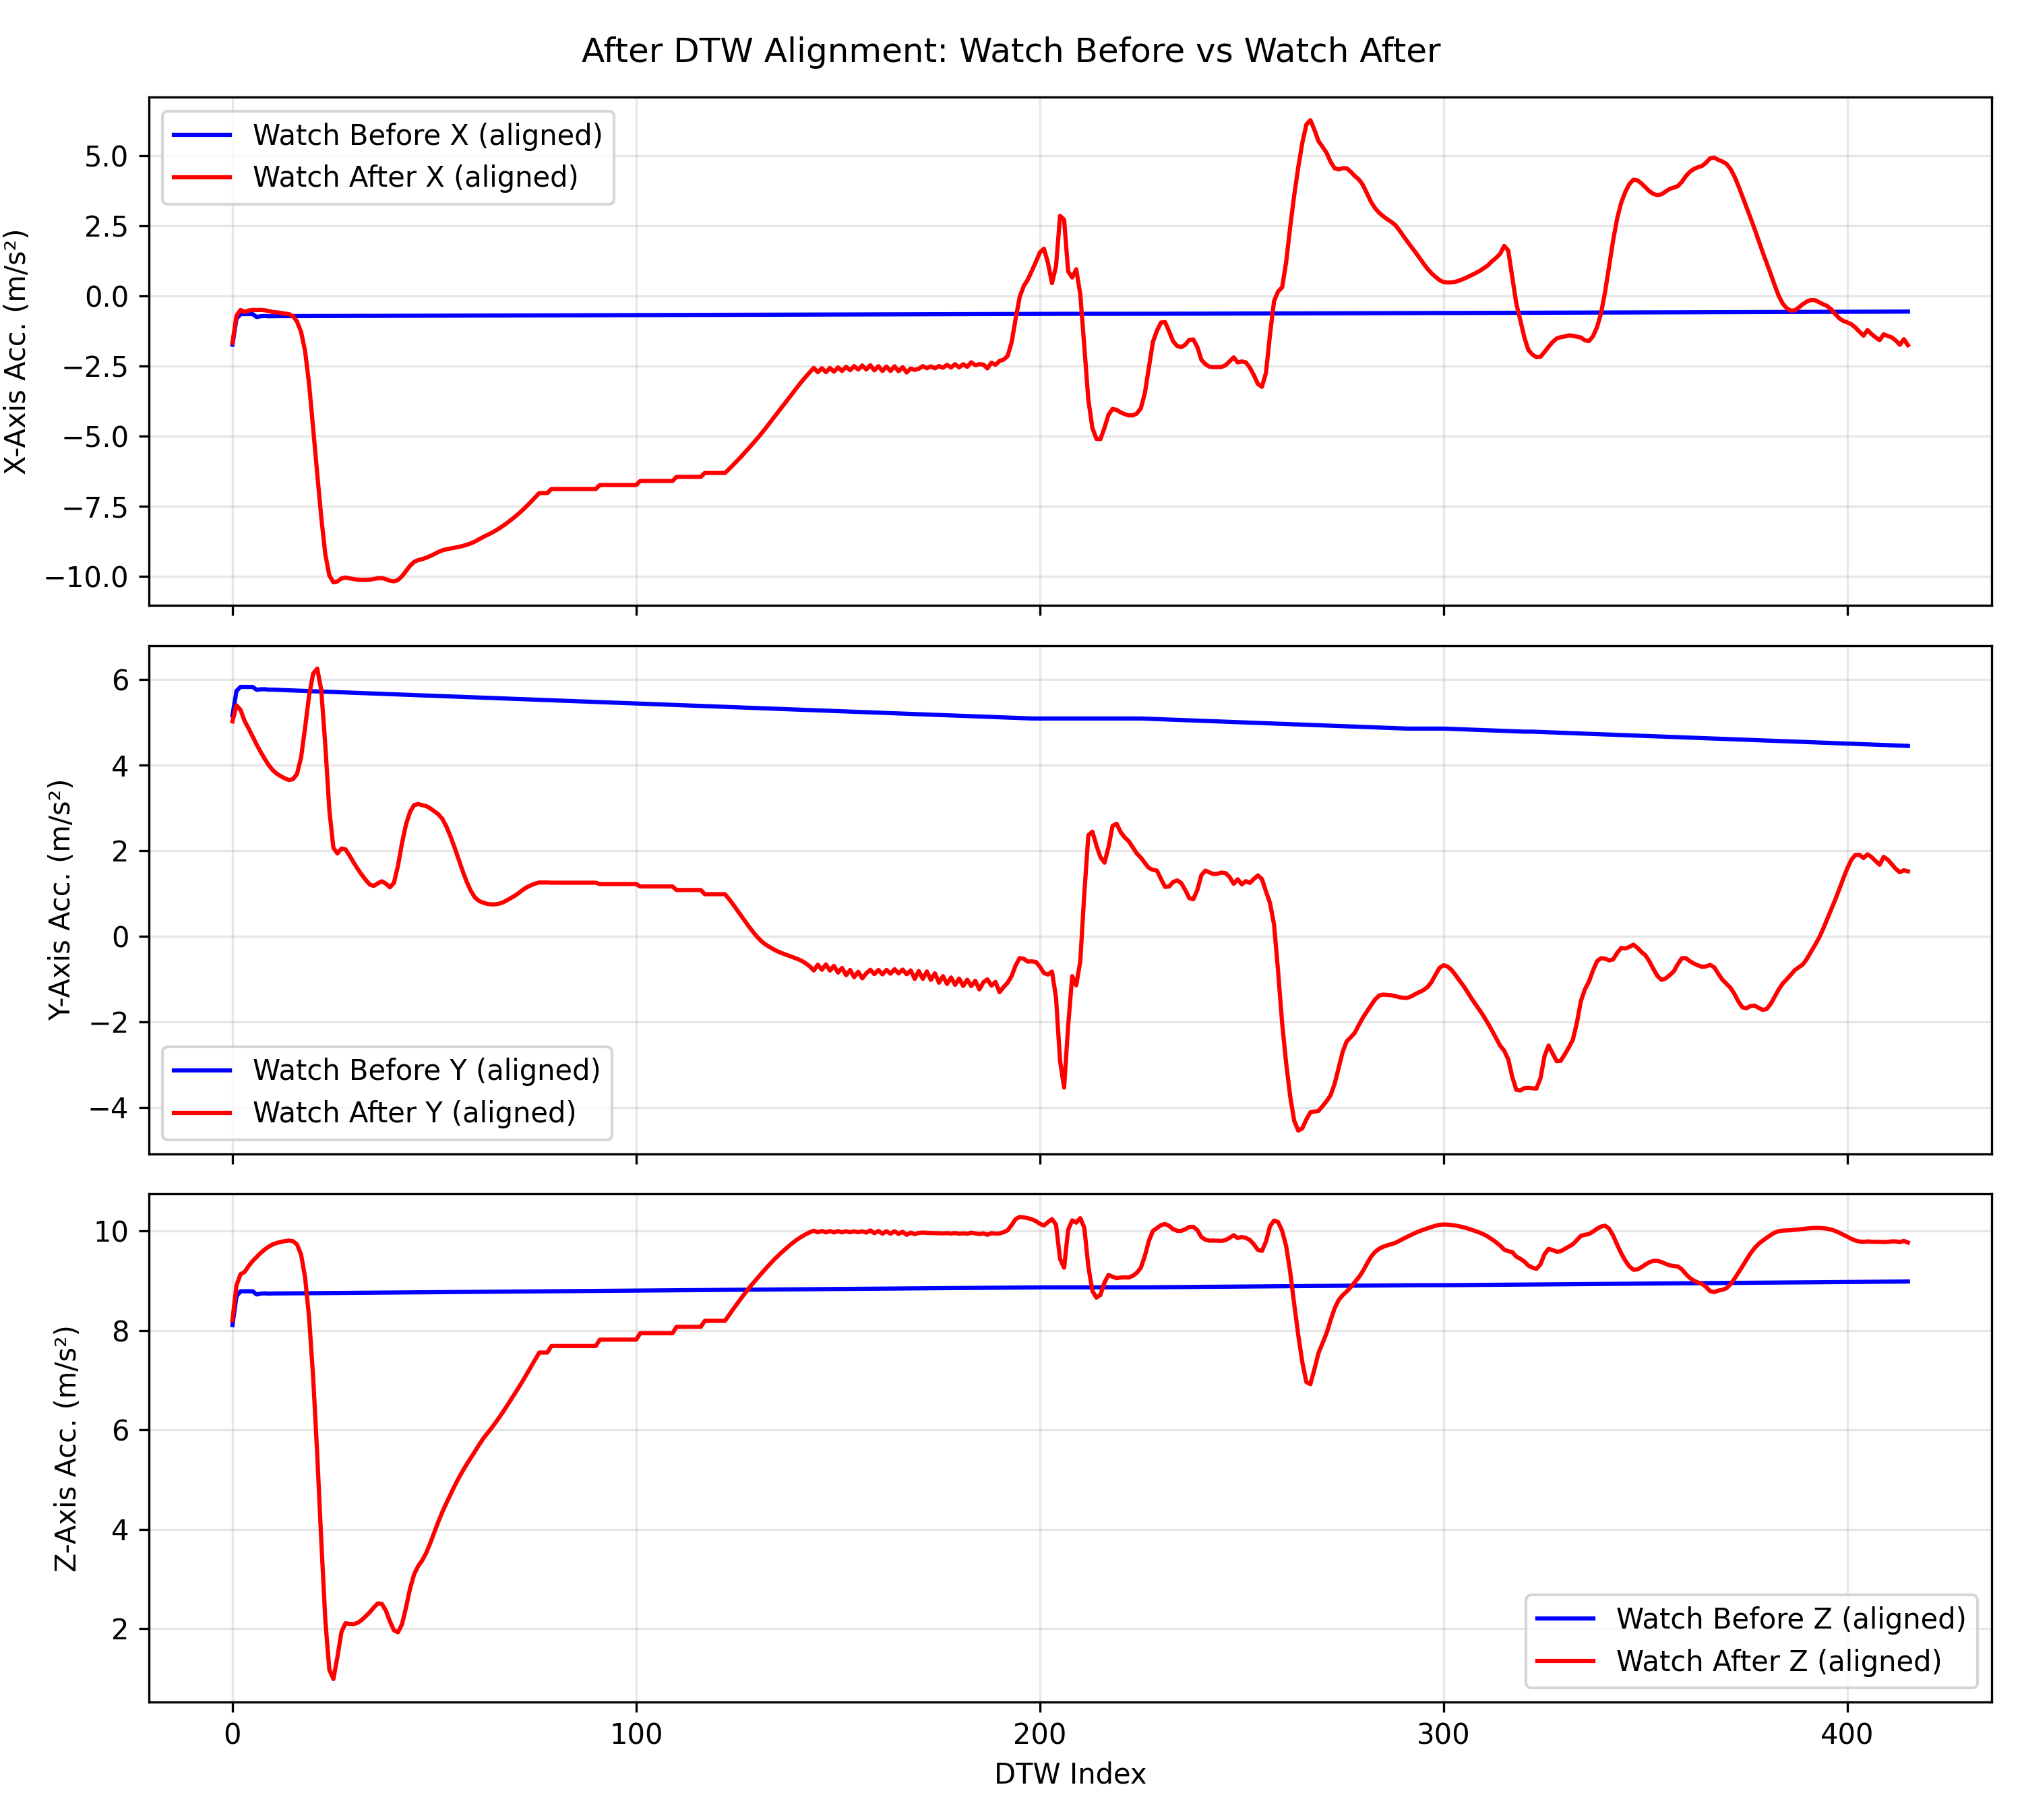 After DTW Alignment: Watch Before vs Watch After
Watch Before X (aligned)
Watch After X (aligned)
X-Axis Acc. (m/s²)
5.0
2.5
0.0
−2.5
−5.0
−7.5
−10.0
Y-Axis Acc. (m/s²)
6
4
2
0
−2
−4
Watch Before Y (aligned)
Watch After Y (aligned)
Z-Axis Acc. (m/s²)
10
8
6
4
2
Watch Before Z (aligned)
Watch After Z (aligned)
0
100
200
300
400
DTW Index